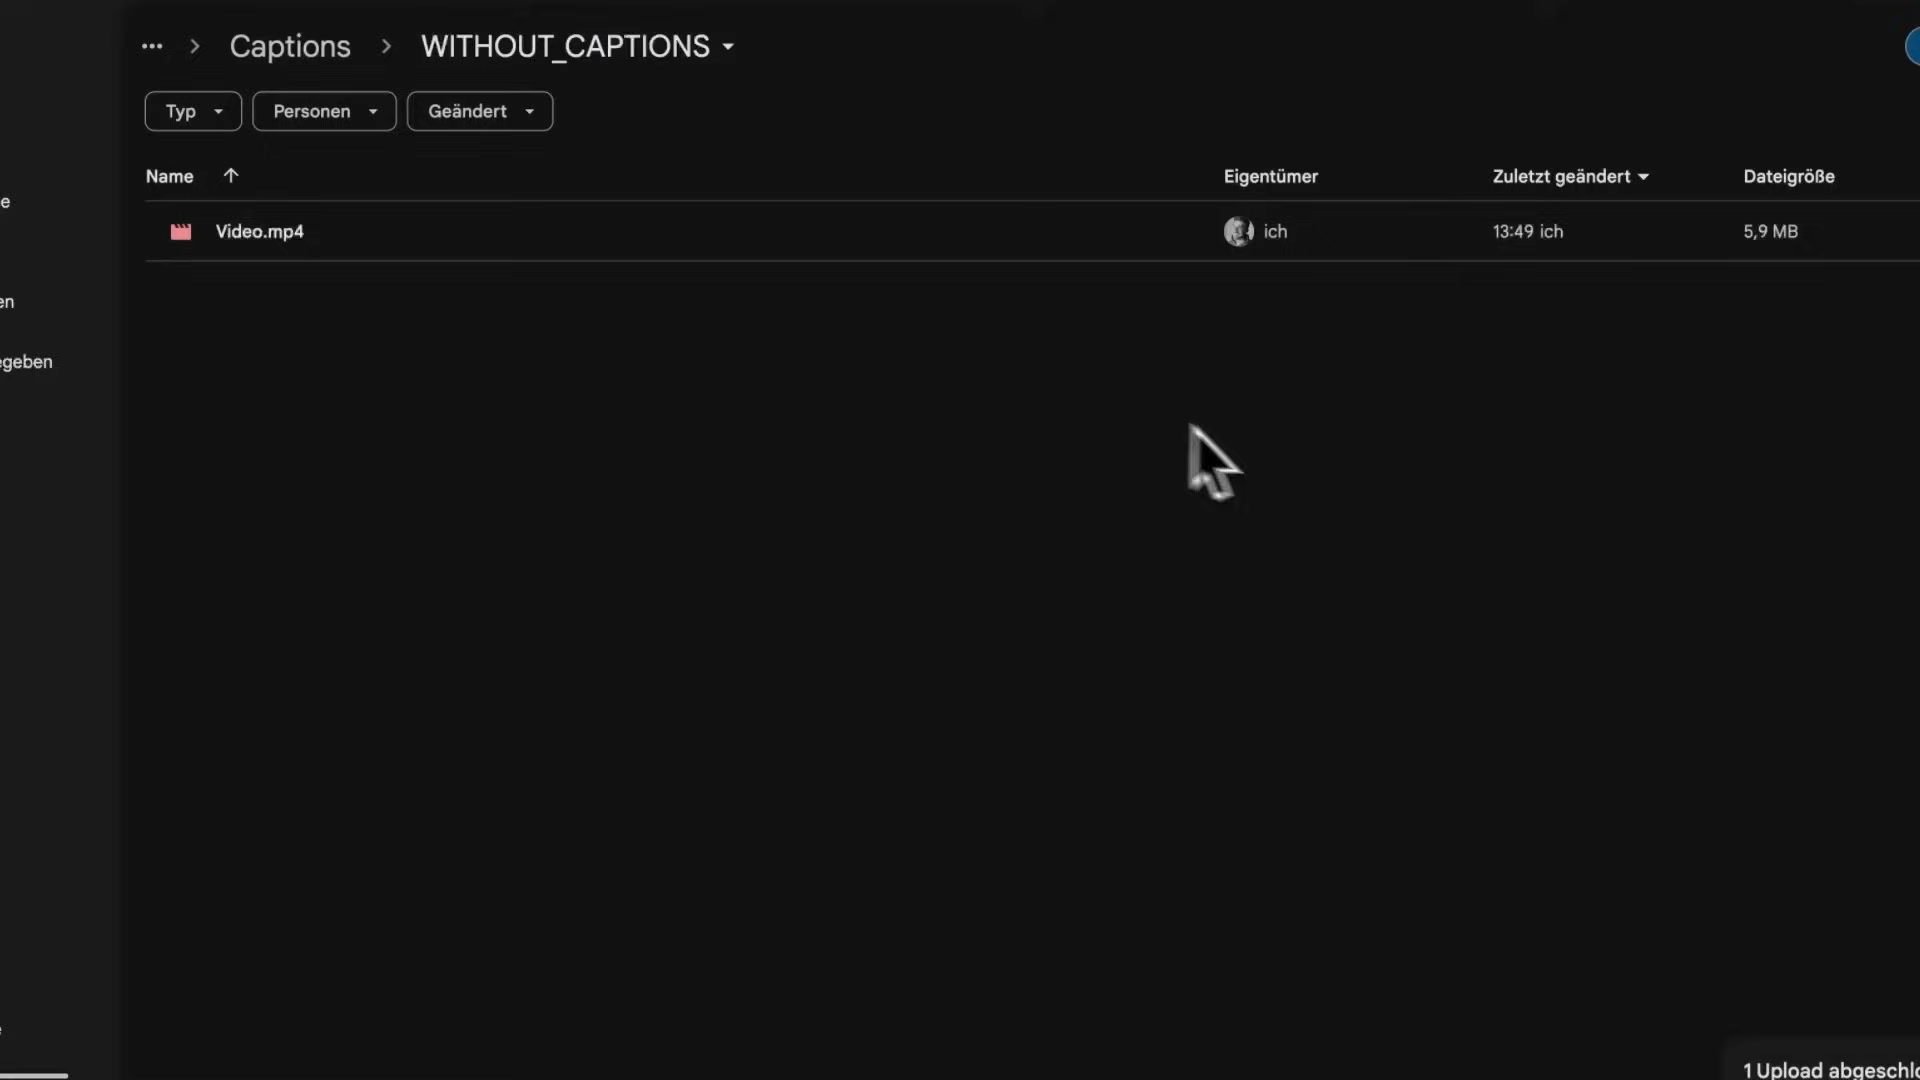 ... > Captions > WITHOUT_CAPTIONS
Typ Personen Geändert
Name Eigentümer Zuletzt geändert Dateigröße
Video.mp4 ich 13:49 ich 5,9 MB
1 Upload